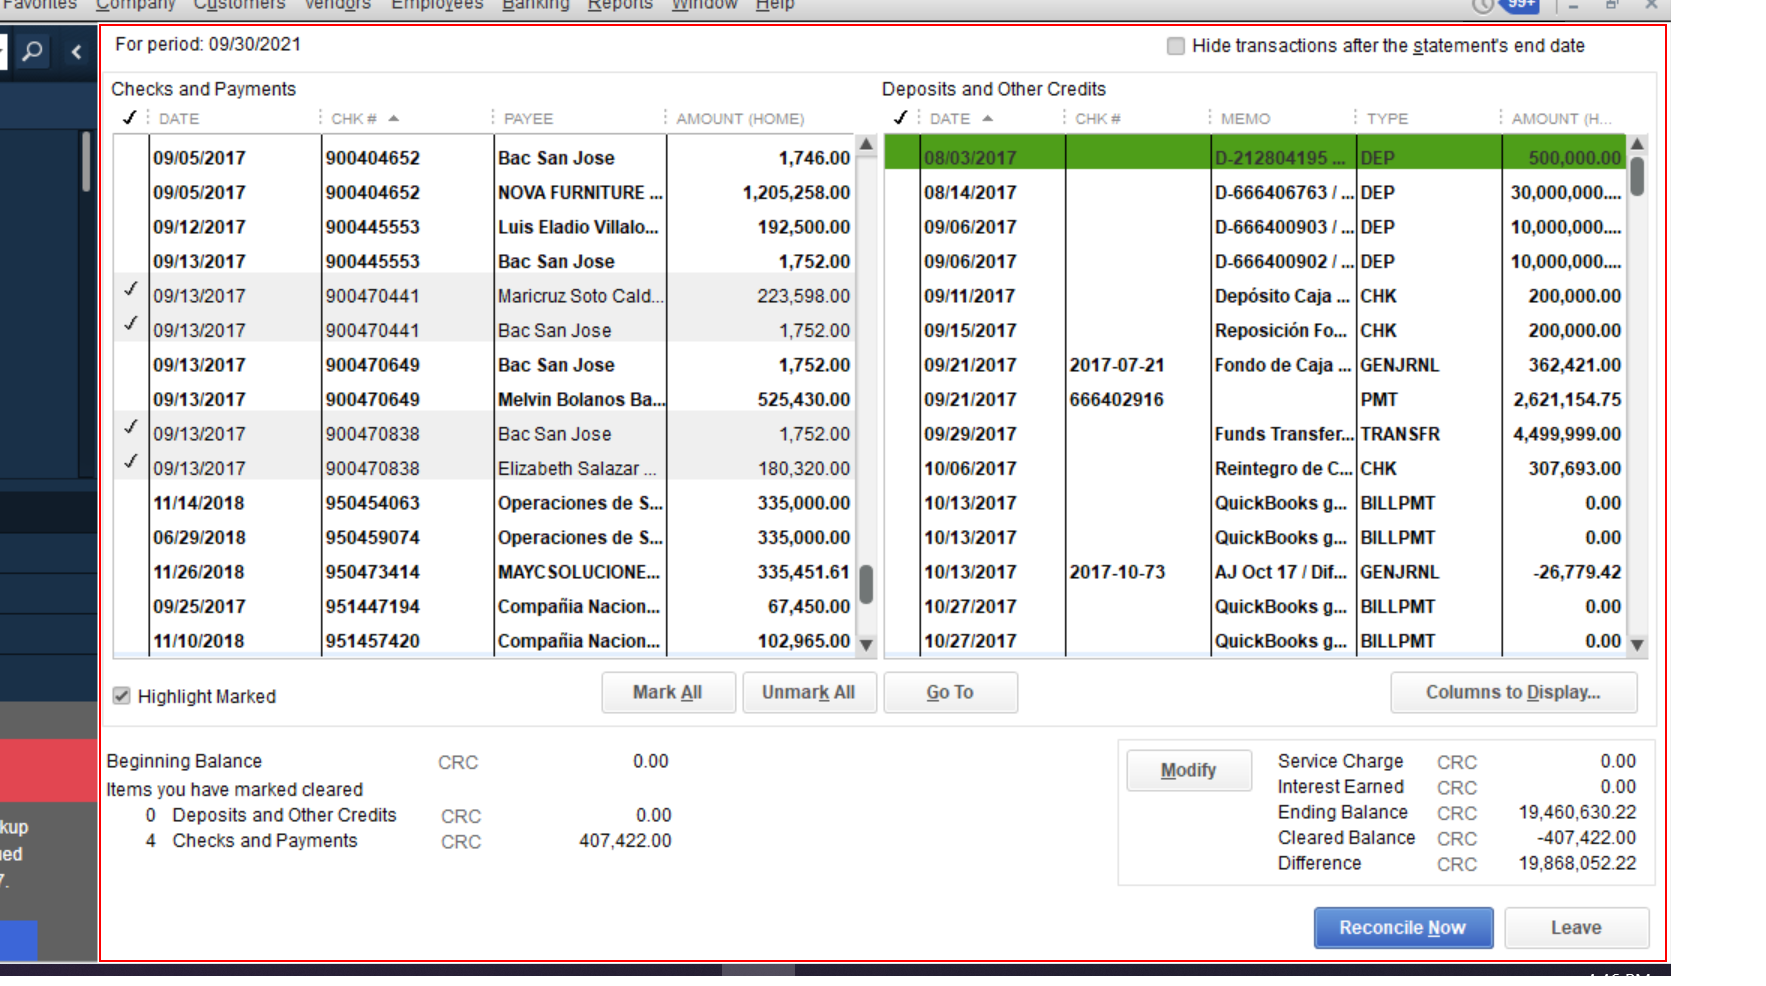 Favorites Company Customers Vendors Employees Banking Reports Window Help 99+
For period: 09/30/2021
Hide transactions after the statement's end date
Checks and Payments
Deposits and Other Credits
✓ DATE CHK # PAYEE AMOUNT (HOME)
✓ DATE CHK # MEMO TYPE AMOUNT (H...
09/05/2017 900404652 Bac San Jose 1,746.00
09/05/2017 900404652 NOVA FURNITURE ... 1,205,258.00
09/12/2017 900445553 Luis Eladio Villalo... 192,500.00
09/13/2017 900445553 Bac San Jose 1,752.00
✓ 09/13/2017 900470441 Maricruz Soto Cald... 223,598.00
✓ 09/13/2017 900470441 Bac San Jose 1,752.00
09/13/2017 900470649 Bac San Jose 1,752.00
09/13/2017 900470649 Melvin Bolanos Ba... 525,430.00
✓ 09/13/2017 900470838 Bac San Jose 1,752.00
✓ 09/13/2017 900470838 Elizabeth Salazar ... 180,320.00
11/14/2018 950454063 Operaciones de S... 335,000.00
06/29/2018 950459074 Operaciones de S... 335,000.00
11/26/2018 950473414 MAYCSOLUCIONE... 335,451.61
09/25/2017 951447194 Compañia Nacion... 67,450.00
11/10/2018 951457420 Compañia Nacion... 102,965.00
08/03/2017 D-212804195 ... DEP 500,000.00
08/14/2017 D-666406763 / ... DEP 30,000,000....
09/06/2017 D-666400903 / ... DEP 10,000,000....
09/06/2017 D-666400902 / ... DEP 10,000,000....
09/11/2017 Depósito Caja ... CHK 200,000.00
09/15/2017 Reposición Fo... CHK 200,000.00
09/21/2017 2017-07-21 Fondo de Caja ... GENJRNL 362,421.00
09/21/2017 666402916 PMT 2,621,154.75
09/29/2017 Funds Transfer... TRANSFR 4,499,999.00
10/06/2017 Reintegro de C... CHK 307,693.00
10/13/2017 QuickBooks g... BILLPMT 0.00
10/13/2017 QuickBooks g... BILLPMT 0.00
10/13/2017 2017-10-73 AJ Oct 17 / Dif... GENJRNL -26,779.42
10/27/2017 QuickBooks g... BILLPMT 0.00
10/27/2017 QuickBooks g... BILLPMT 0.00
Highlight Marked
Mark All
Unmark All
Go To
Columns to Display...
Beginning Balance CRC 0.00
Items you have marked cleared
0 Deposits and Other Credits CRC 0.00
4 Checks and Payments CRC 407,422.00
Modify
Service Charge CRC 0.00
Interest Earned CRC 0.00
Ending Balance CRC 19,460,630.22
Cleared Balance CRC -407,422.00
Difference CRC 19,868,052.22
Reconcile Now
Leave
kup
7.